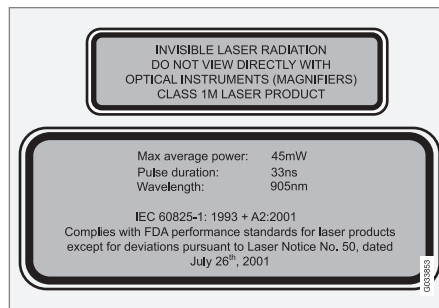 INVISIBLE LASER RADIATION
DO NOT VIEW DIRECTLY WITH
OPTICAL INSTRUMENTS (MAGNIFIERS)
CLASS 1M LASER PRODUCT
Max average power: 45mW
Pulse duration: 33ns
Wavelength: 905nm
IEC 60825-1: 1993 + A2:2001
Complies with FDA performance standards for laser products
except for deviations pursuant to Laser Notice No. 50, dated
July 26th, 2001
G033853